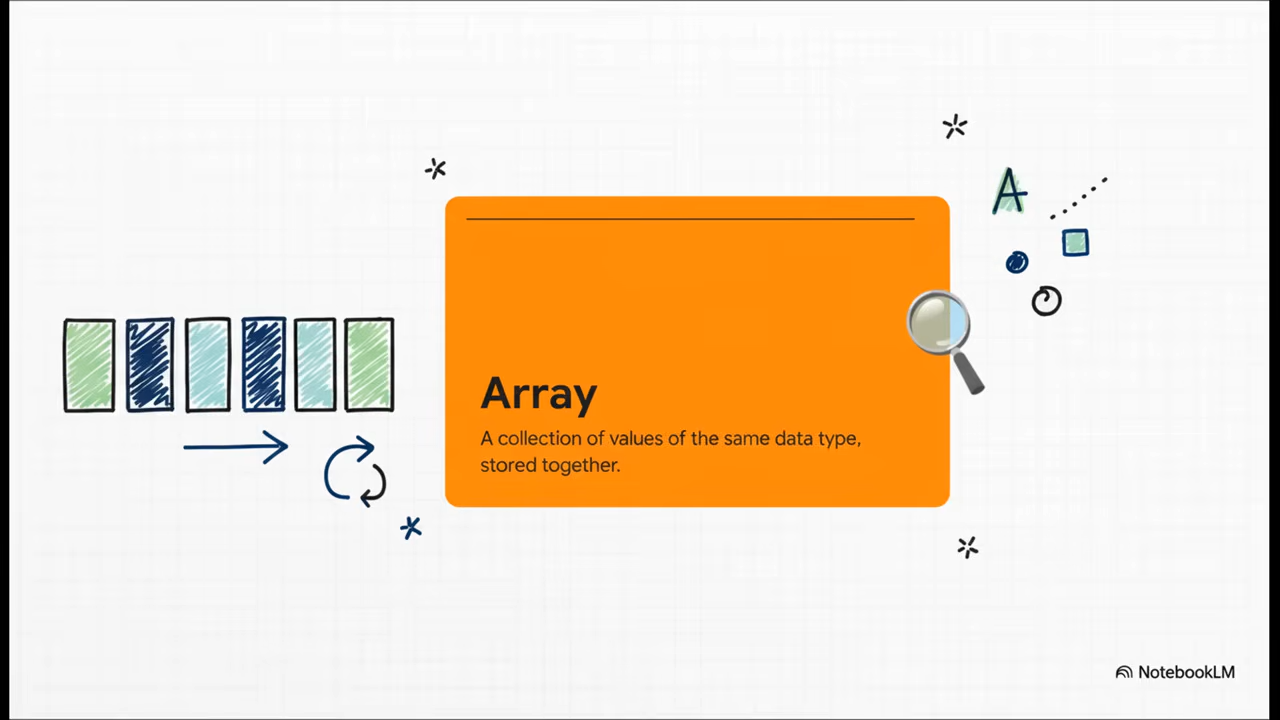 A
Array
A collection of values of the same data type,
stored together.
NotebookLM